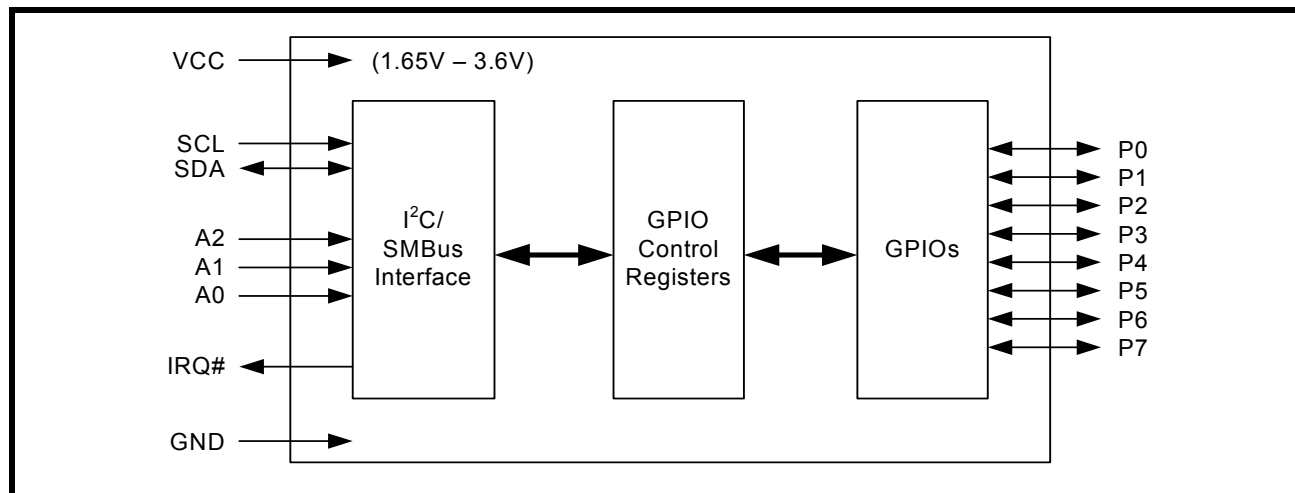 VCC
(1.65V – 3.6V)
SCL
SDA
A2
A1
A0
IRQ#
GND
I²C/
SMBus
Interface
GPIO
Control
Registers
GPIOs
P0
P1
P2
P3
P4
P5
P6
P7